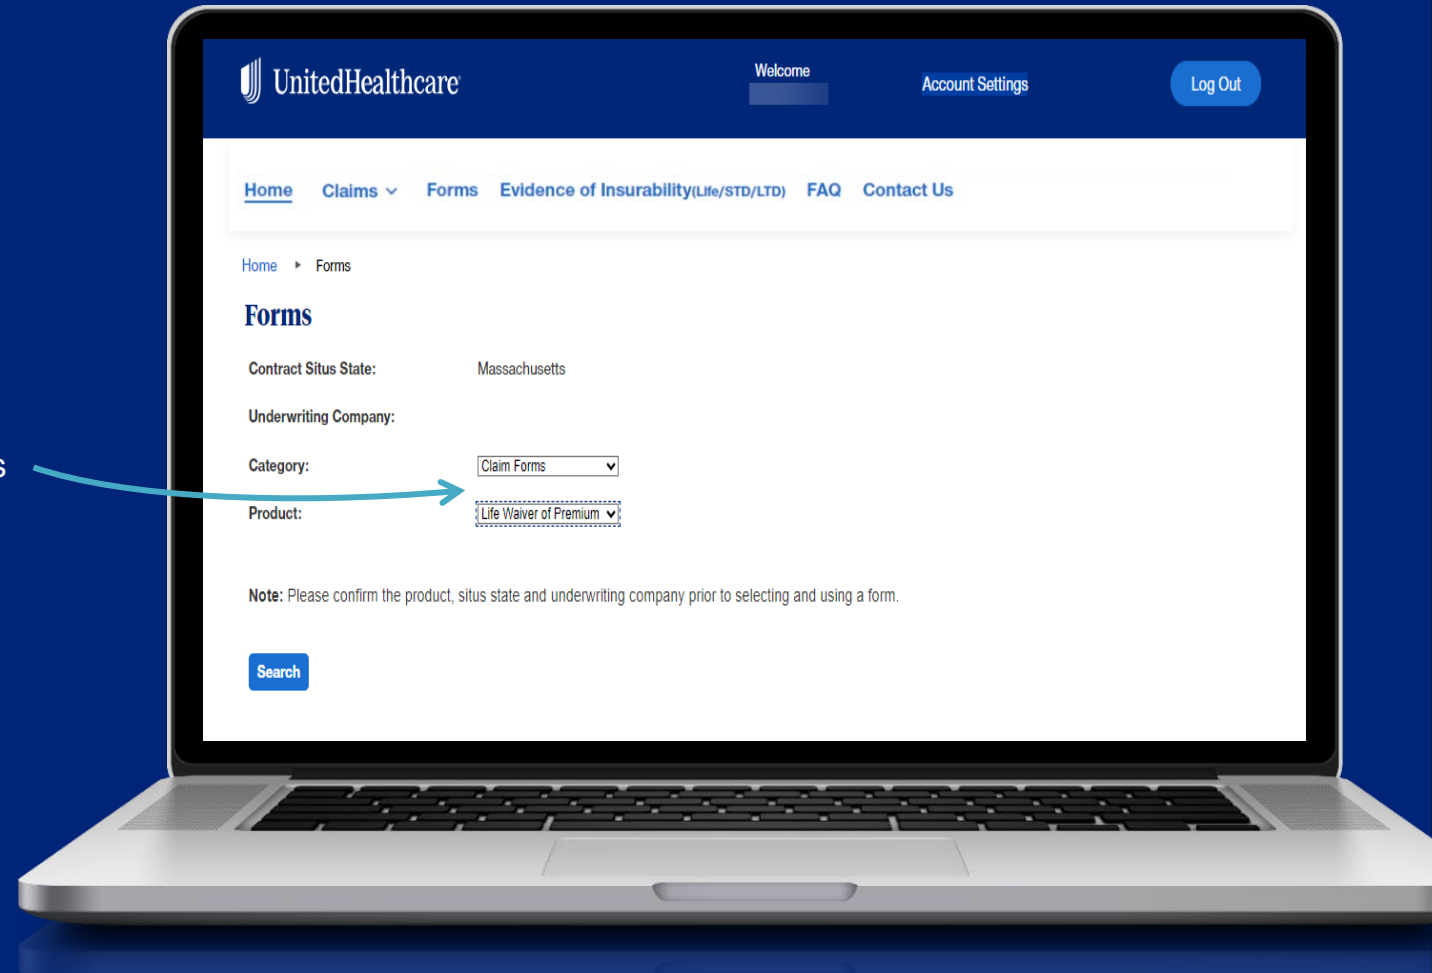 UnitedHealthcare
Welcome
Account Settings
Log Out
Home Claims Forms Evidence of Insurability(Life/STD/LTD) FAQ Contact Us
Home Forms
Forms
Contract Situs State: Massachusetts
Underwriting Company:
s
Category: Claim Forms
Product: Life Waiver of Premium
Note: Please confirm the product, situs state and underwriting company prior to selecting and using a form.
Search